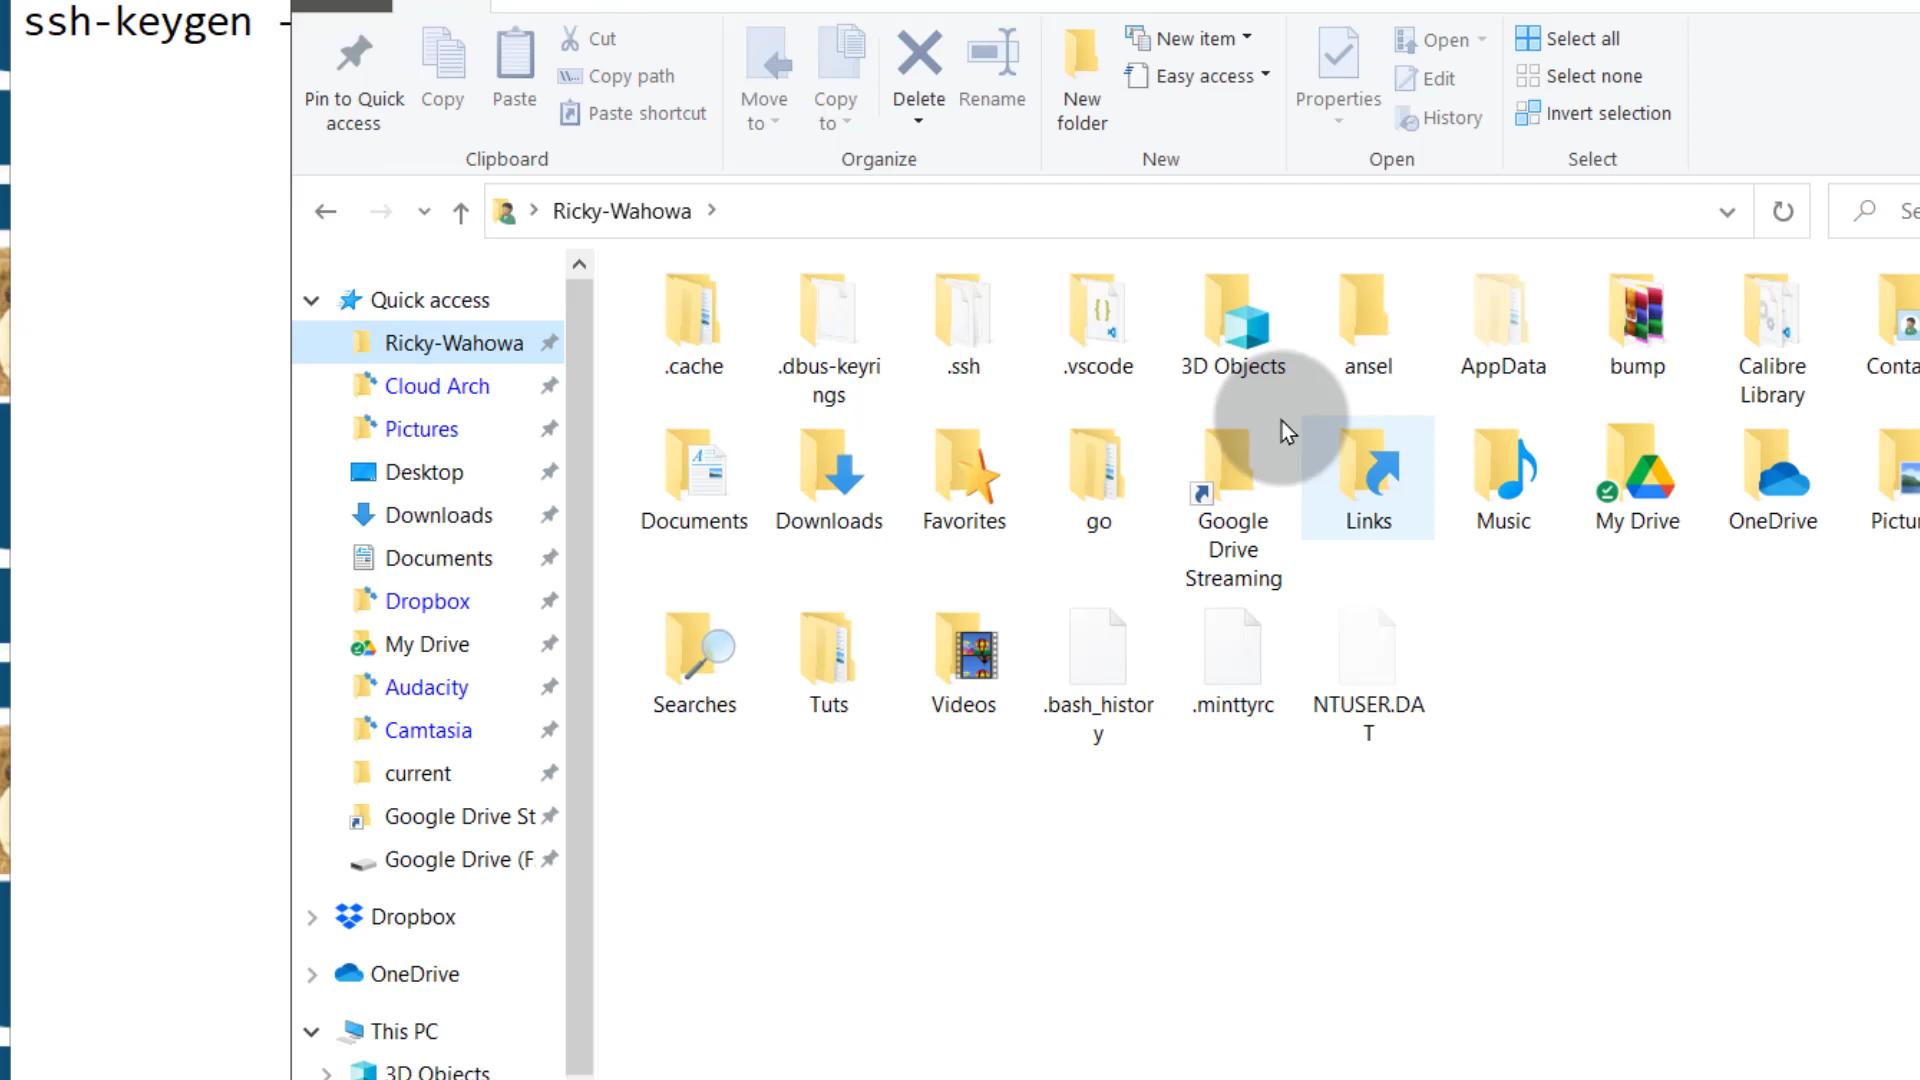 ssh-keygen -
Pin to Quick
access
Copy
Paste
Cut
Copy path
Paste shortcut
Clipboard
Move
to
Copy
to
Delete
Rename
Organize
New
folder
New item
Easy access
New
Properties
Open
Edit
History
Open
Select all
Select none
Invert selection
Select
Ricky-Wahowa
Quick access
Ricky-Wahowa
Cloud Arch
Pictures
Desktop
Downloads
Documents
Dropbox
My Drive
Audacity
Camtasia
current
Google Drive St
Google Drive (F
Dropbox
OneDrive
This PC
3D Objects
.cache
.dbus-keyri
ngs
.ssh
.vscode
3D Objects
ansel
AppData
bump
Calibre
Library
Conta
Documents
Downloads
Favorites
go
Google
Drive
Streaming
Links
Music
My Drive
OneDrive
Pictur
Searches
Tuts
Videos
.bash_histor
y
.minttyrc
NTUSER.DA
T